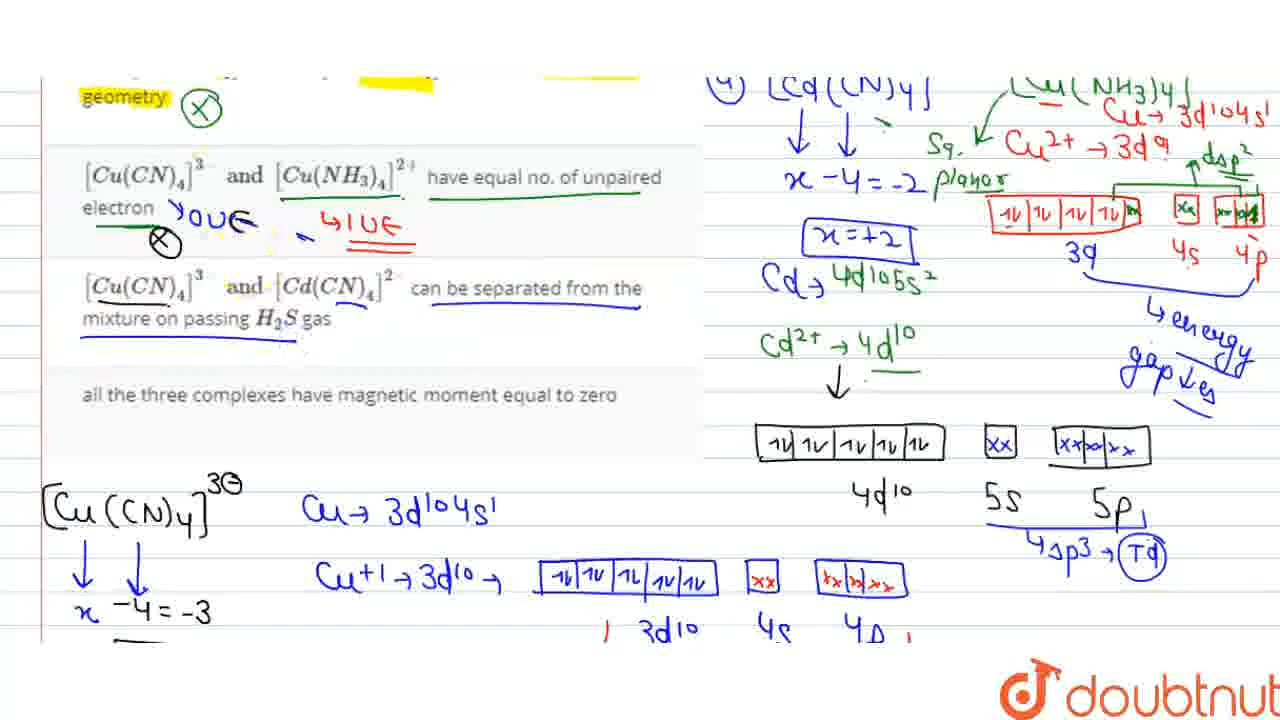 geometry
[Cu(CN)4]3- and [Cu(NH3)4]2+ have equal no. of unpaired
electron
0UE
1UE
[Cu(CN)4]3- and [Cd(CN)4]2- can be separated from the
mixture on passing H2S gas
all the three complexes have magnetic moment equal to zero
[Cu(CN)4]3⊖
x -4 = -3
Cu → 3d10 4s1
Cu+1 → 3d10 →
3d10 4s 4p
(4) [Cd(CN)4]
x - 4 = -2
x = +2
Cd → 4d10 5s2
Cd2+ → 4d10
4d10 5s 5p
sp3 → Td
[Cu(NH3)4]
Cu → 3d10 4s1
Sq. planar
Cu2+ → 3d9
dsp2
3d 4s 4p
↳ energy
gap ↓es
doubtnut